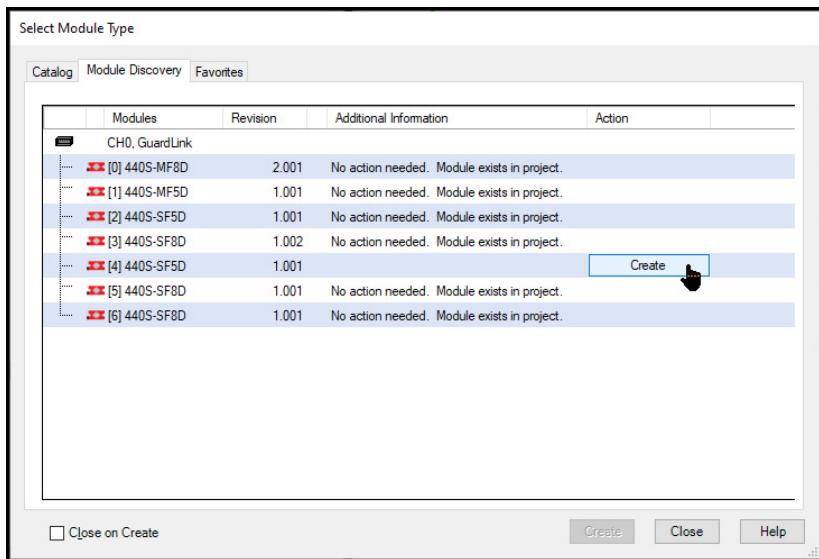 Select Module Type
Catalog Module Discovery Favorites
Modules Revision Additional Information Action
CH0, GuardLink
[0] 440S-MF8D 2.001 No action needed. Module exists in project.
[1] 440S-MF5D 1.001 No action needed. Module exists in project.
[2] 440S-SF5D 1.001 No action needed. Module exists in project.
[3] 440S-SF8D 1.002 No action needed. Module exists in project.
[4] 440S-SF5D 1.001 Create
[5] 440S-SF8D 1.001 No action needed. Module exists in project.
[6] 440S-SF8D 1.001 No action needed. Module exists in project.
Close on Create Create Close Help